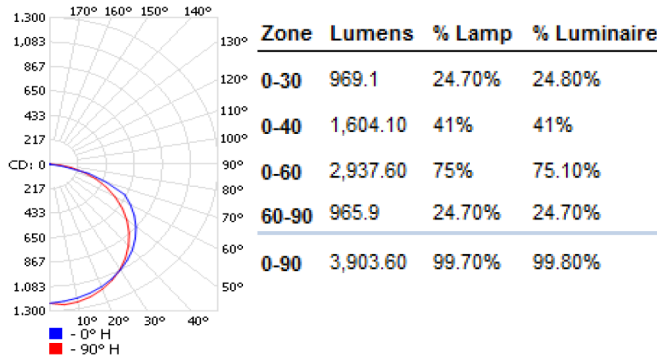 170° 160° 150° 140°
1.300
1,083
867
650
433
217
CD: 0
217
433
650
867
1.083
1.300
130°
120°
110°
100°
90°
80°
70°
60°
50°
10° 20° 30° 40°
- 0° H
- 90° H
Zone Lumens % Lamp % Luminaire
0-30 969.1 24.70% 24.80%
0-40 1,604.10 41% 41%
0-60 2,937.60 75% 75.10%
60-90 965.9 24.70% 24.70%
0-90 3,903.60 99.70% 99.80%